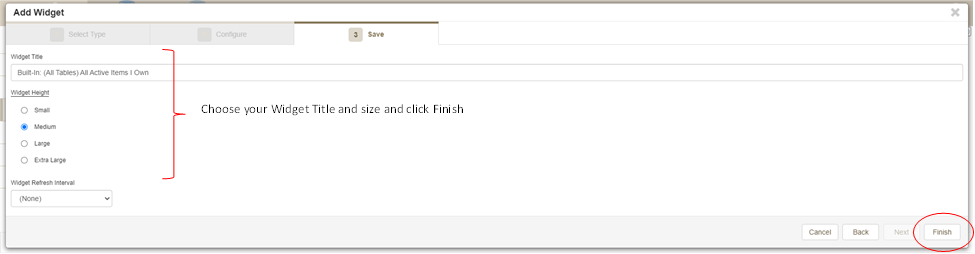 Add Widget
Select Type
Configure
3 Save
Widget Title
Built-In: (All Tables) All Active Items I Own
Widget Height
Small
Choose your Widget Title and size and click Finish
Medium
Large
Extra Large
Widget Refresh Interval
(None)
Cancel Back Next Finish